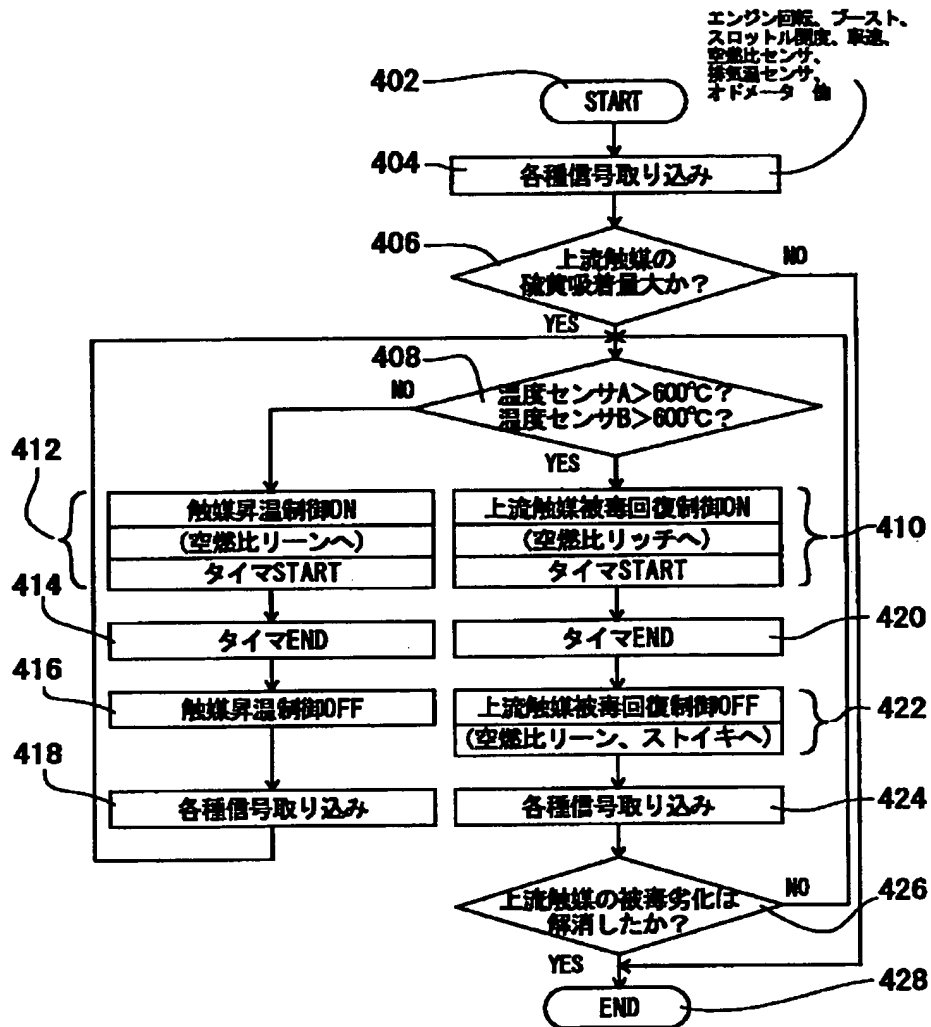 エンジン回転、ブースト、
スロットル開度、車速、
空燃比センサ、
排気温センサ、
オドメータ 他
402
START
404
各種信号取り込み
406
上流触媒の
硫黄吸着量大か?
NO
YES
408
NO
温度センサA>600℃?
温度センサB>600℃?
YES
412
触媒昇温制御ON
(空燃比リーンへ)
タイマSTART
上流触媒被毒回復制御ON
(空燃比リッチへ)
タイマSTART
410
414
タイマEND
タイマEND
420
416
触媒昇温制御OFF
上流触媒被毒回復制御OFF
(空燃比リーン、ストイキへ)
422
418
各種信号取り込み
各種信号取り込み
424
上流触媒の被毒劣化は
解消したか?
NO
426
YES
END
428